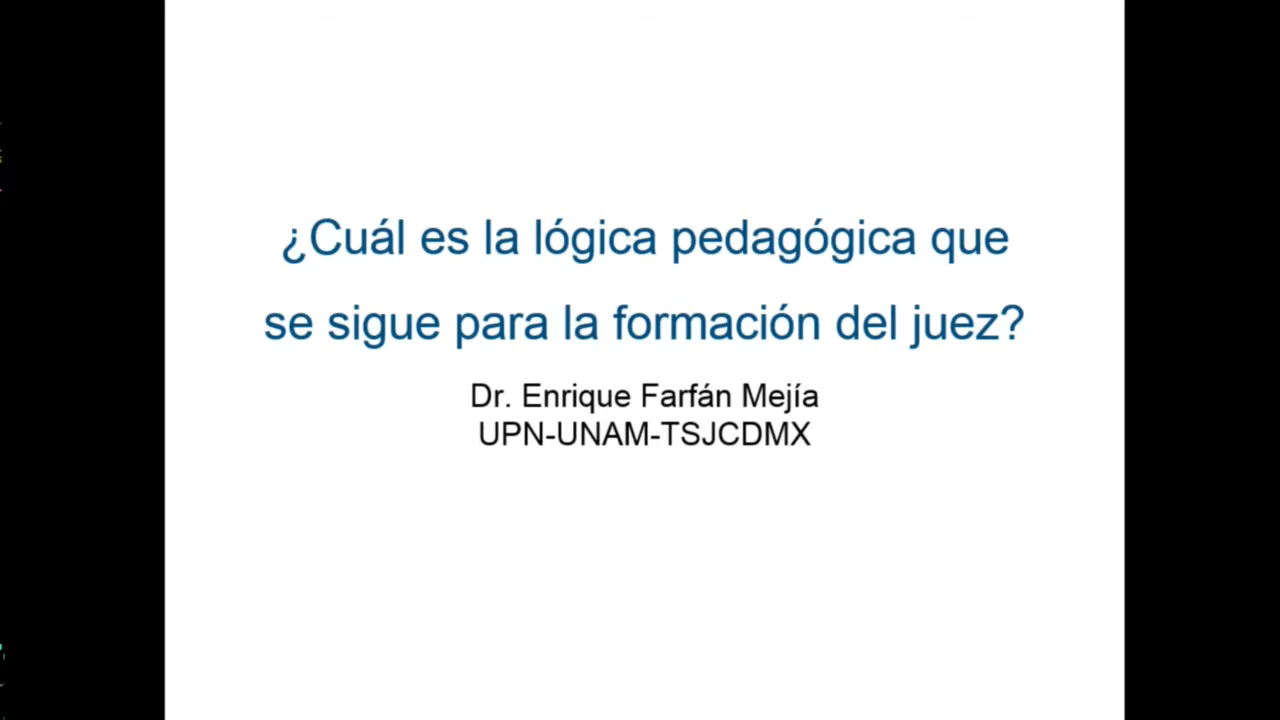 ¿Cuál es la lógica pedagógica que
se sigue para la formación del juez?
Dr. Enrique Farfán Mejía
UPN-UNAM-TSJCDMX